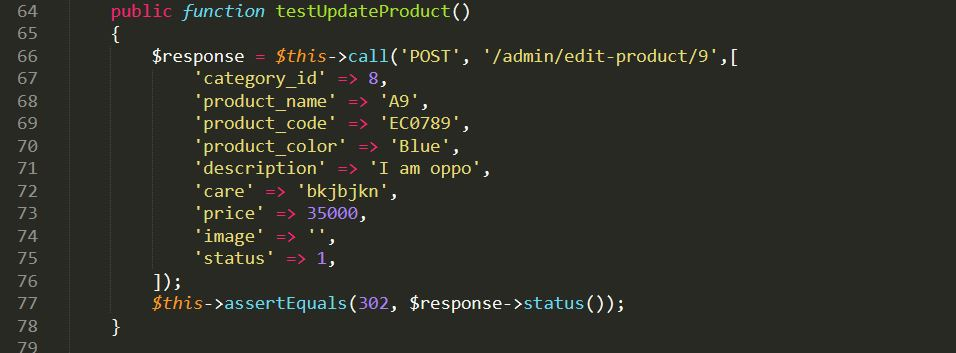 64 public function testUpdateProduct()
65 {
66 $response = $this->call('POST', '/admin/edit-product/9',[
67 'category_id' => 8,
68 'product_name' => 'A9',
69 'product_code' => 'EC0789',
70 'product_color' => 'Blue',
71 'description' => 'I am oppo',
72 'care' => 'bkjbjkn',
73 'price' => 35000,
74 'image' => '',
75 'status' => 1,
76 ]);
77 $this->assertEquals(302, $response->status());
78 }
79